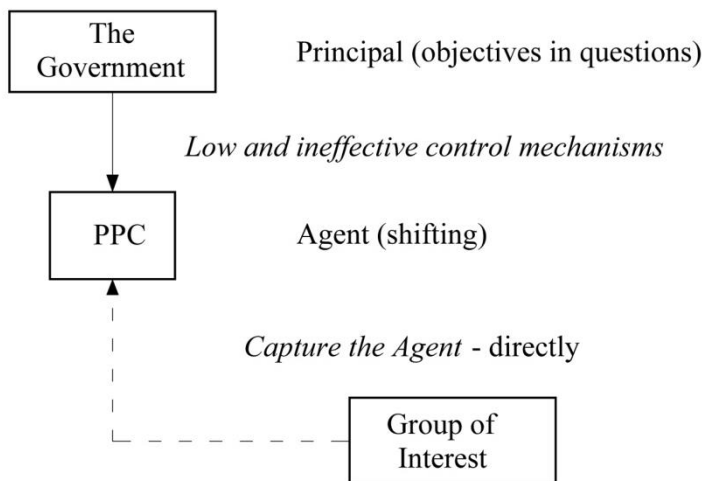 The
Government
Principal (objectives in questions)
Low and ineffective control mechanisms
PPC
Agent (shifting)
Capture the Agent - directly
Group of
Interest